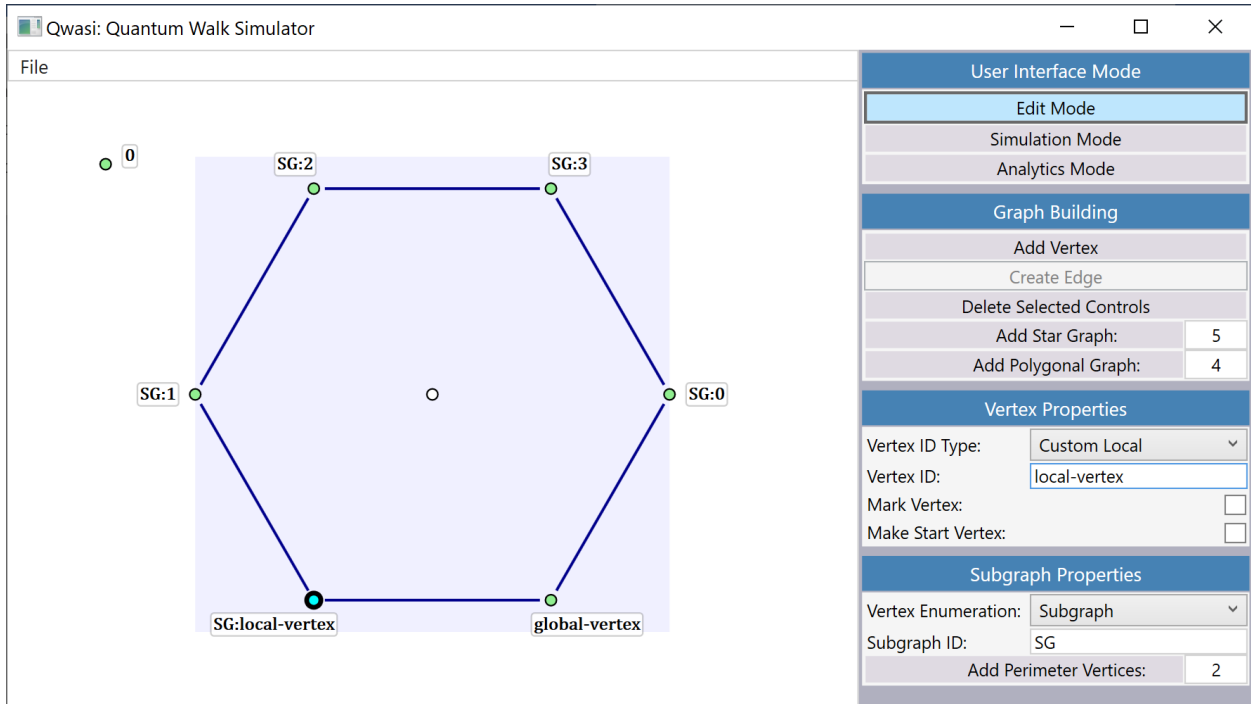 Qwasi: Quantum Walk Simulator
File
0
SG:2
SG:3
SG:1
SG:0
SG:local-vertex
global-vertex
User Interface Mode
Edit Mode
Simulation Mode
Analytics Mode
Graph Building
Add Vertex
Create Edge
Delete Selected Controls
Add Star Graph: 5
Add Polygonal Graph: 4
Vertex Properties
Vertex ID Type: Custom Local
Vertex ID: local-vertex
Mark Vertex:
Make Start Vertex:
Subgraph Properties
Vertex Enumeration: Subgraph
Subgraph ID: SG
Add Perimeter Vertices: 2